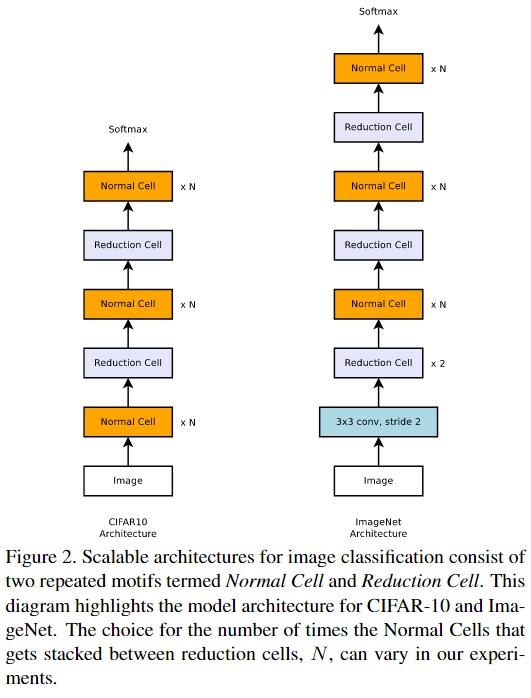 Softmax
Normal Cell x N
Reduction Cell
Normal Cell x N
Reduction Cell
Normal Cell x N
Image
CIFAR10
Architecture
Softmax
Normal Cell x N
Reduction Cell
Normal Cell x N
Reduction Cell
Normal Cell x N
Reduction Cell x 2
3x3 conv, stride 2
Image
ImageNet
Architecture
Figure 2. Scalable architectures for image classification consist of
two repeated motifs termed Normal Cell and Reduction Cell. This
diagram highlights the model architecture for CIFAR-10 and Ima-
geNet. The choice for the number of times the Normal Cells that
gets stacked between reduction cells, N, can vary in our experi-
ments.